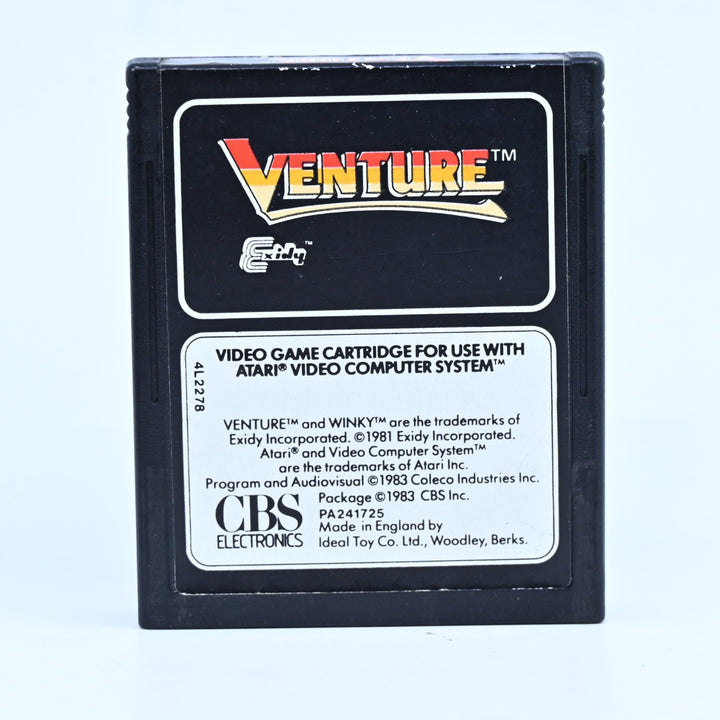 VENTURE™
Exidy™
VIDEO GAME CARTRIDGE FOR USE WITH
ATARI® VIDEO COMPUTER SYSTEM™
4L2278
VENTURE™ and WINKY™ are the trademarks of
Exidy Incorporated. ©1981 Exidy Incorporated.
Atari® and Video Computer System™
are the trademarks of Atari Inc.
Program and Audiovisual ©1983 Coleco Industries Inc.
Package ©1983 CBS Inc.
CBS
ELECTRONICS
PA241725
Made in England by
Ideal Toy Co. Ltd., Woodley, Berks.